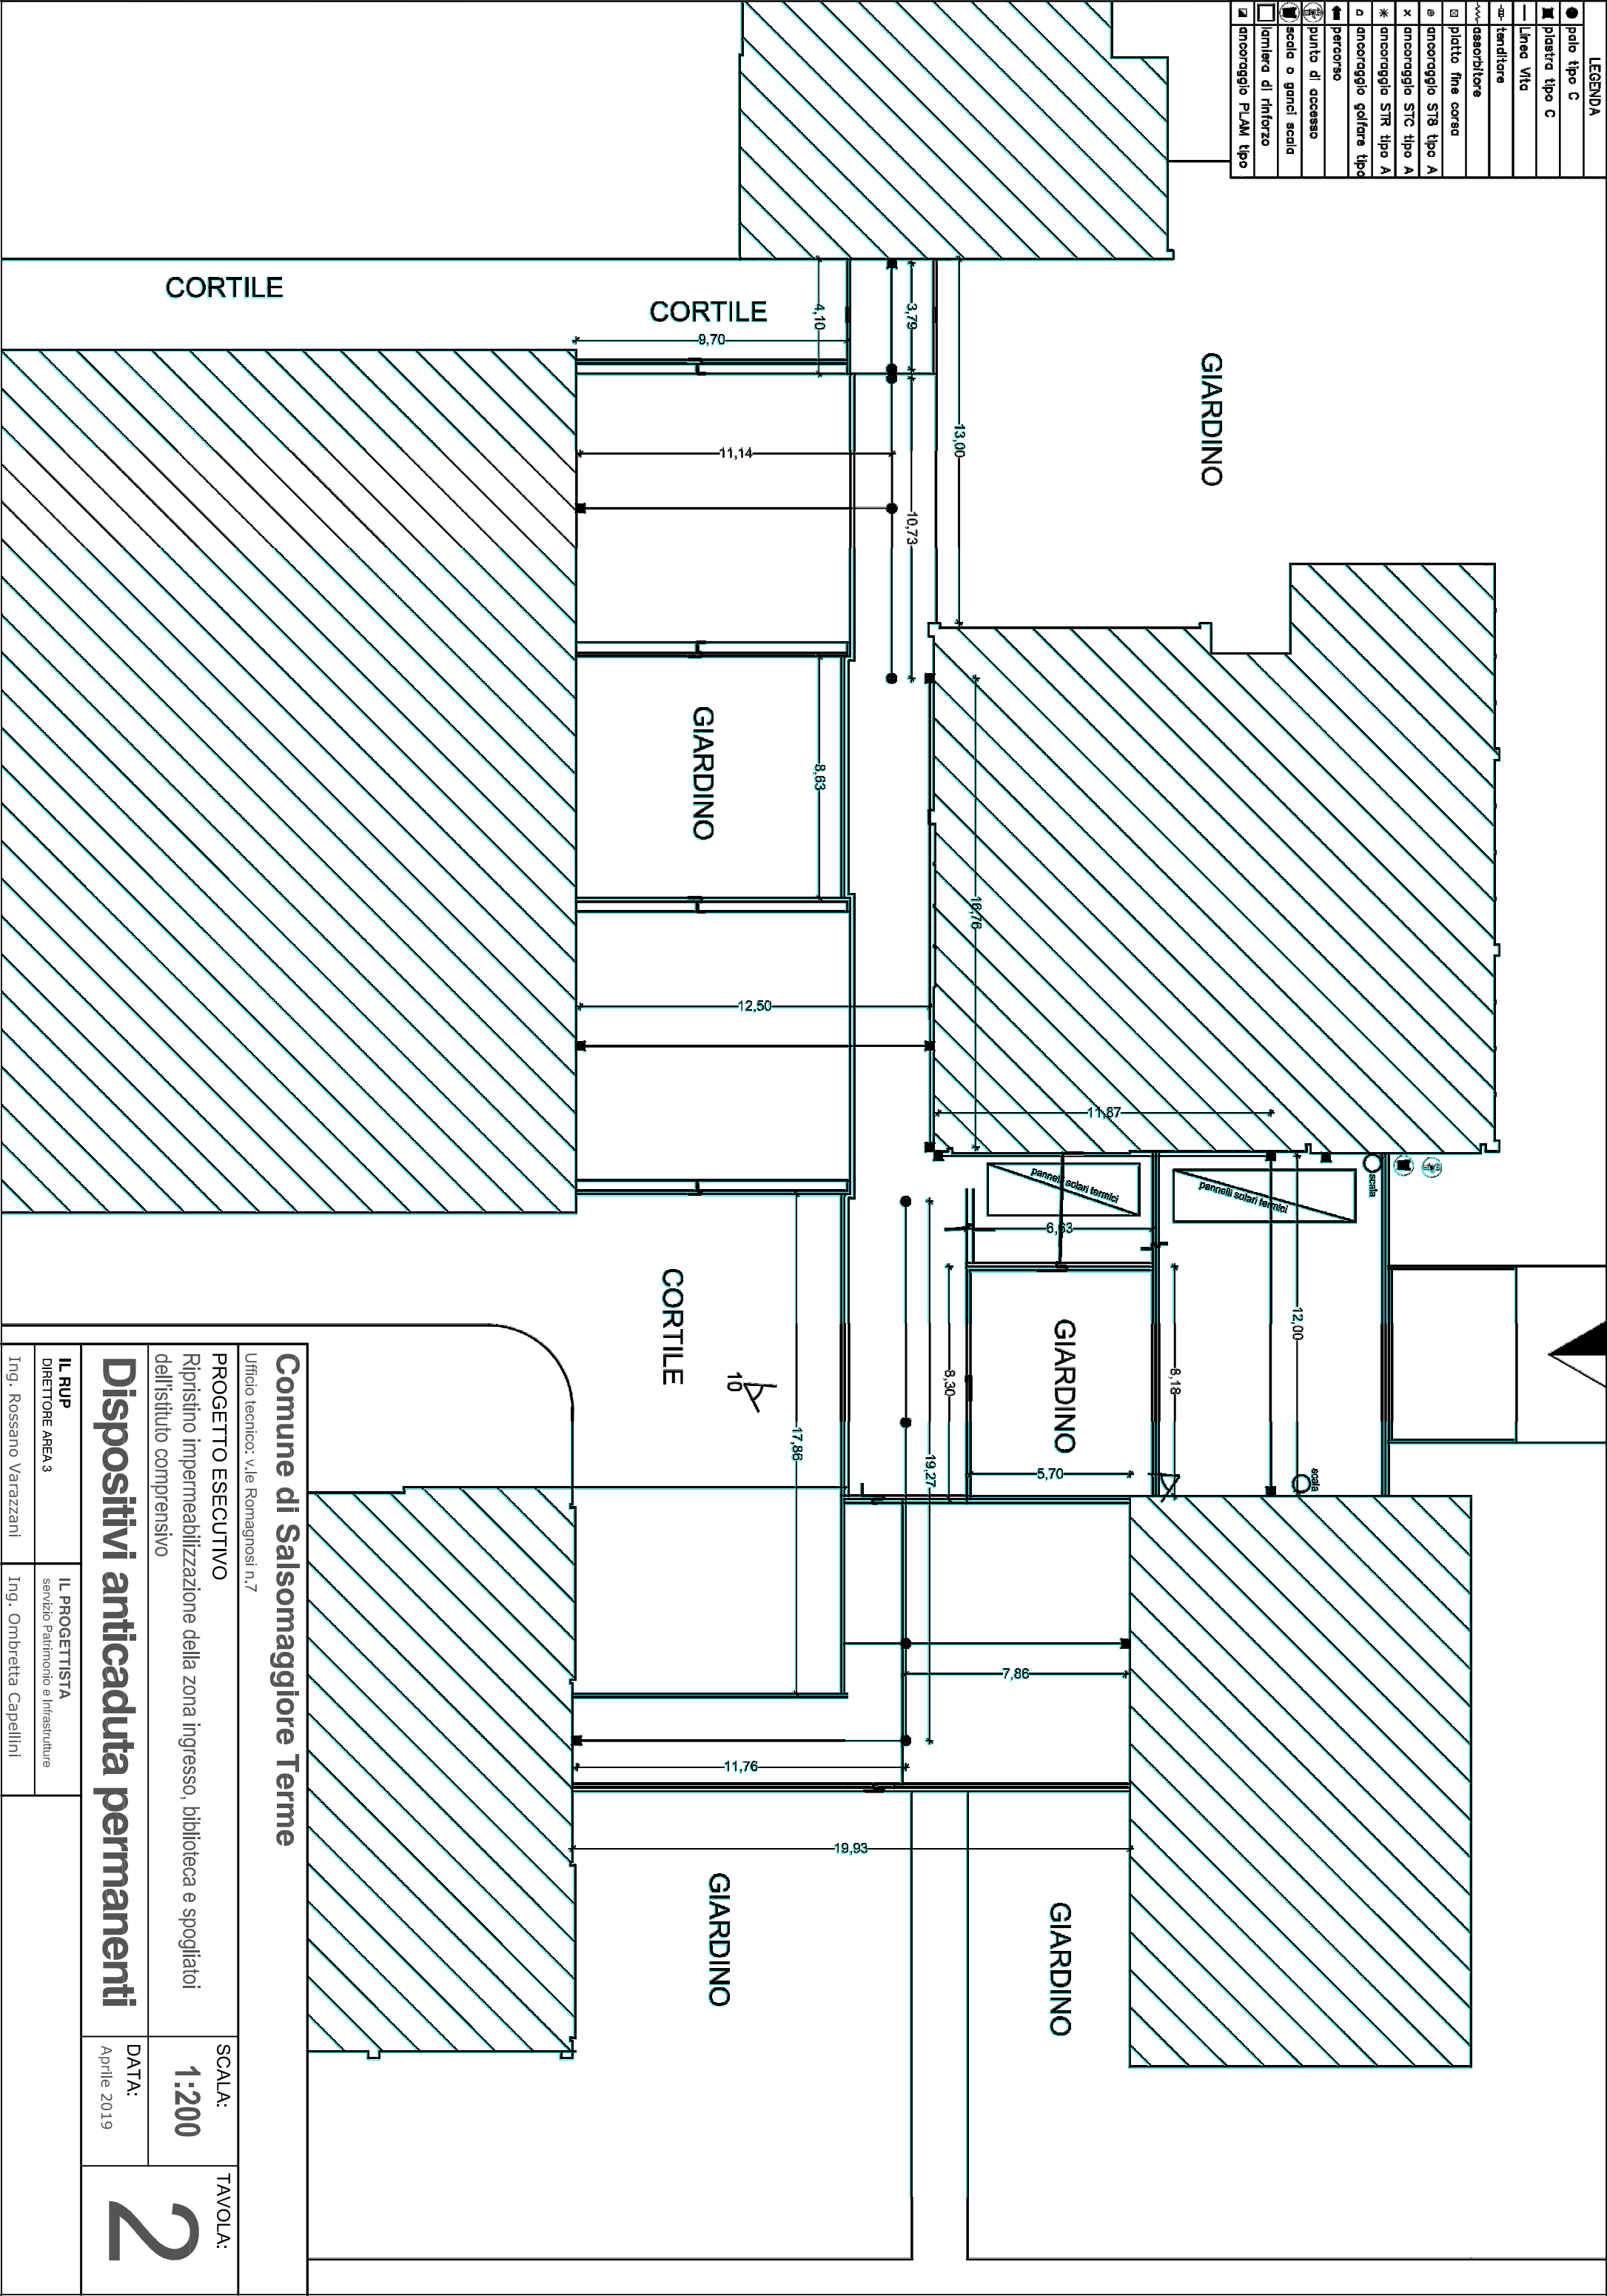 LEGENDA
palo tipo C
piastra tipo C
Linea Vita
tenditore
assorbitore
piatto fine corsa
ancoraggio ST8 tipo A
ancoraggio STC tipo A
ancoraggio STR tipo A
ancoraggio golfare tipo
percorso
punto di accesso
scala o ganci scala
lamiera di rinforzo
ancoraggio PLAM tipo
GIARDINO
CORTILE
CORTILE
4,10
3,79
9,70
13,00
11,14
10,73
GIARDINO
8,63
16,76
12,50
11,87
pannelli solari termici
pannelli solari termici
scala
6,63
12,00
8,18
8,30
GIARDINO
5,70
scala
CORTILE
10
17,86
19,27
7,86
11,76
19,93
GIARDINO
GIARDINO
Comune di Salsomaggiore Terme
Ufficio tecnico: v.le Romagnosi n.7
PROGETTO ESECUTIVO
Ripristino impermeabilizzazione della zona ingresso, biblioteca e spogliatoi
dell'istituto comprensivo
SCALA:
1:200
TAVOLA:
2
Dispositivi anticaduta permanenti
DATA:
Aprile 2019
IL RUP
DIRETTORE AREA 3
Ing. Rossano Varazzani
IL PROGETTISTA
servizio Patrimonio e Infrastrutture
Ing. Ombretta Capellini